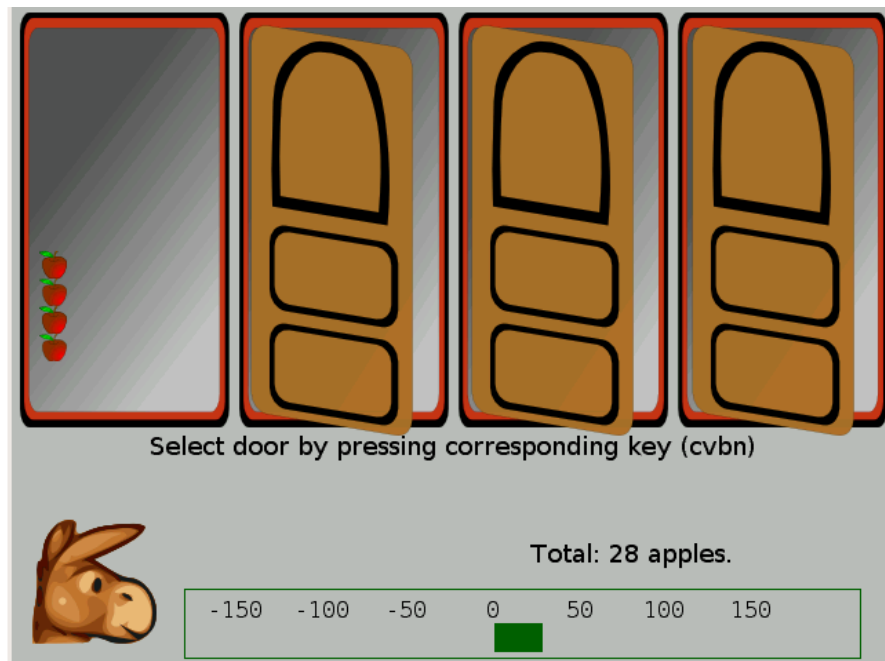 Select door by pressing corresponding key (cvbn)
Total: 28 apples.
-150 -100 -50 0 50 100 150